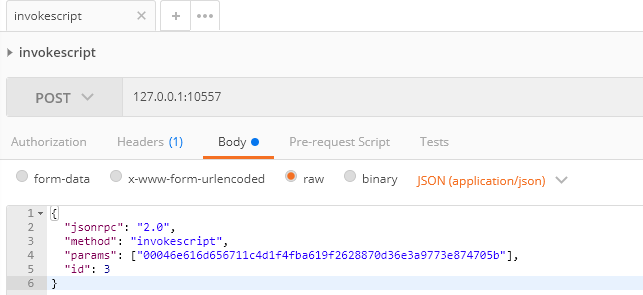 invokescript × + •••
invokescript
POST 127.0.0.1:10557
Authorization Headers (1) Body Pre-request Script Tests
form-data x-www-form-urlencoded raw binary JSON (application/json)
1 {
2 "jsonrpc": "2.0",
3 "method": "invokescript",
4 "params": ["00046e616d656711c4d1f4fba619f2628870d36e3a9773e874705b"],
5 "id": 3
6 }